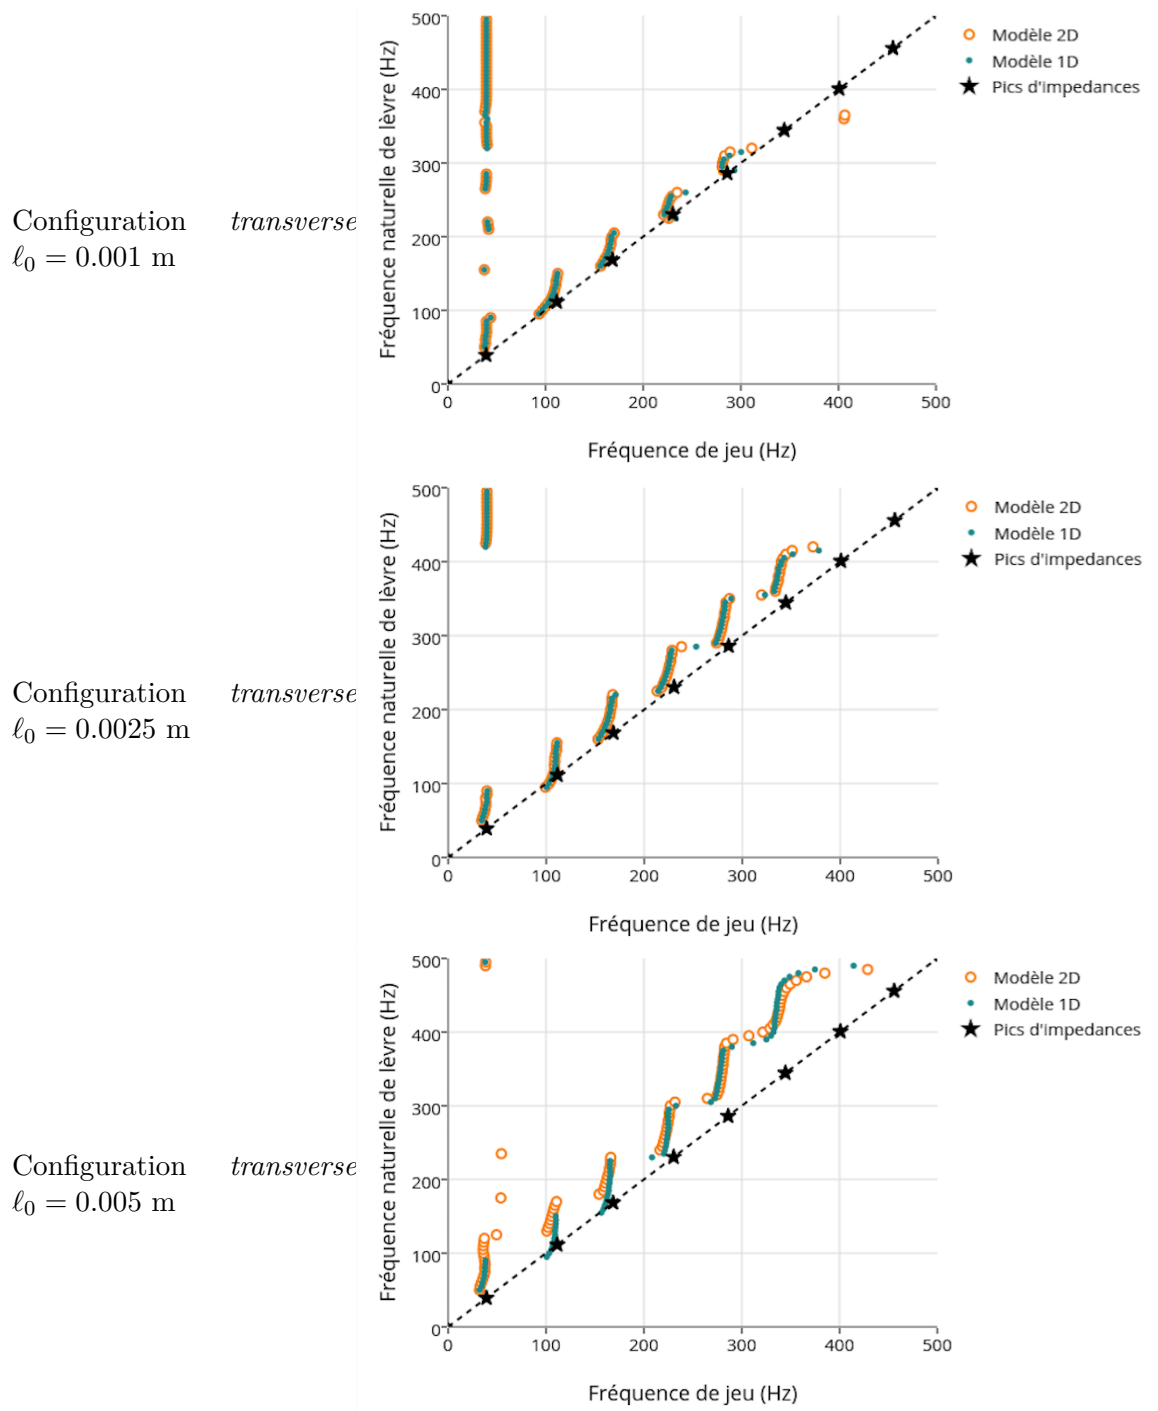 Configuration transverse
ℓ₀ = 0.001 m
Fréquence naturelle de lèvre (Hz)
500
400
300
200
100
0
0 100 200 300 400 500
Fréquence de jeu (Hz)
Modèle 2D
Modèle 1D
Pics d'impedances
Configuration transverse
ℓ₀ = 0.0025 m
Fréquence naturelle de lèvre (Hz)
500
400
300
200
100
0
0 100 200 300 400 500
Fréquence de jeu (Hz)
Modèle 2D
Modèle 1D
Pics d'impedances
Configuration transverse
ℓ₀ = 0.005 m
Fréquence naturelle de lèvre (Hz)
500
400
300
200
100
0
0 100 200 300 400 500
Fréquence de jeu (Hz)
Modèle 2D
Modèle 1D
Pics d'impedances